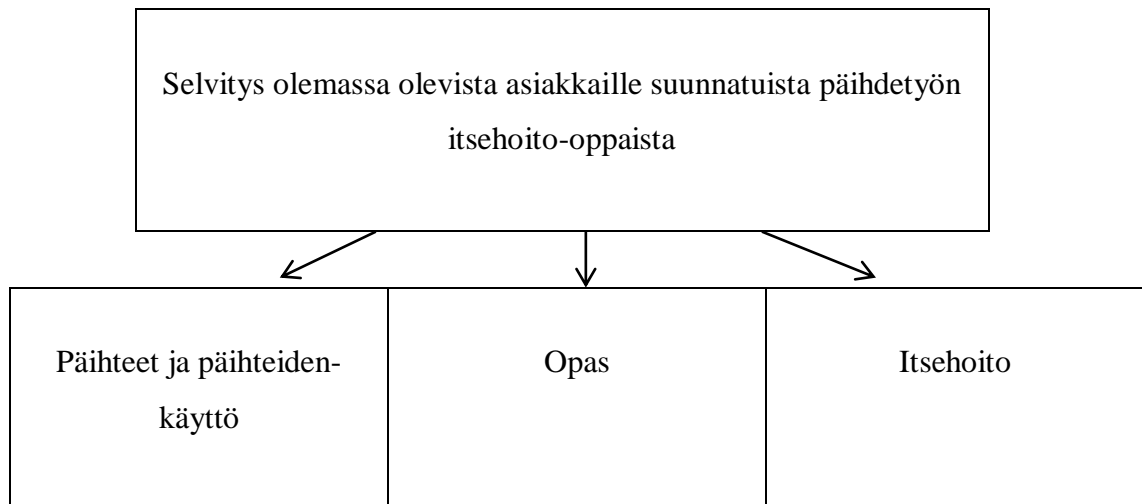 Selvitys olemassa olevista asiakkaille suunnatuista päihdetyön
itsehoito-oppaista
Päihteet ja päihteiden-
käyttö
Opas
Itsehoito